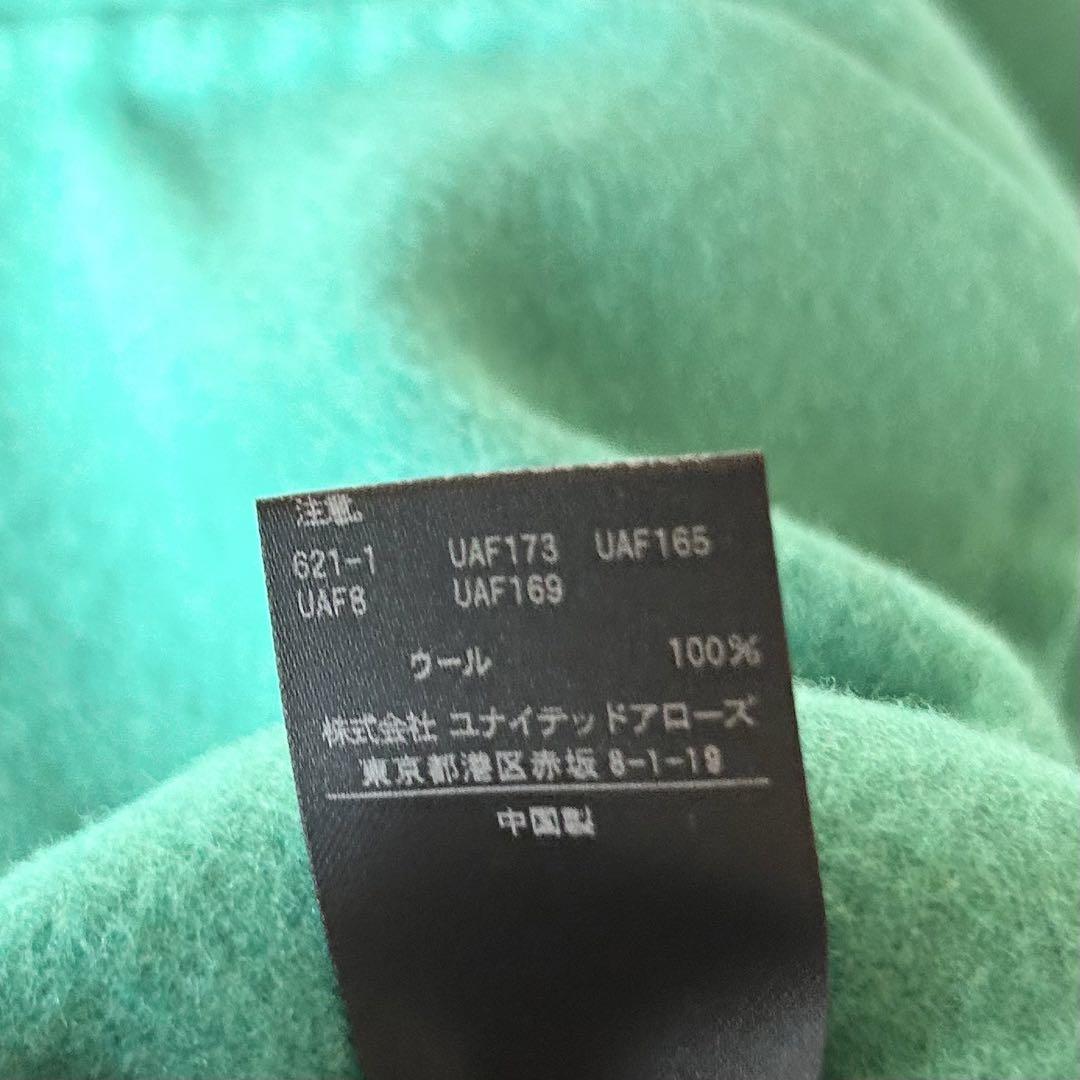 注意。
621-1 UAF173 UAF165
UAF8 UAF169
ウール 100%
株式会社 ユナイテッドアローズ
東京都港区赤坂 8-1-19
中国製